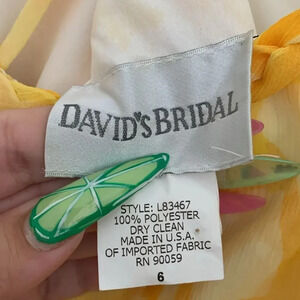 DAVID'S BRIDAL
STYLE: L83467
100% POLYESTER
DRY CLEAN
MADE IN U.S.A.
OF IMPORTED FABRIC
RN 90059
6